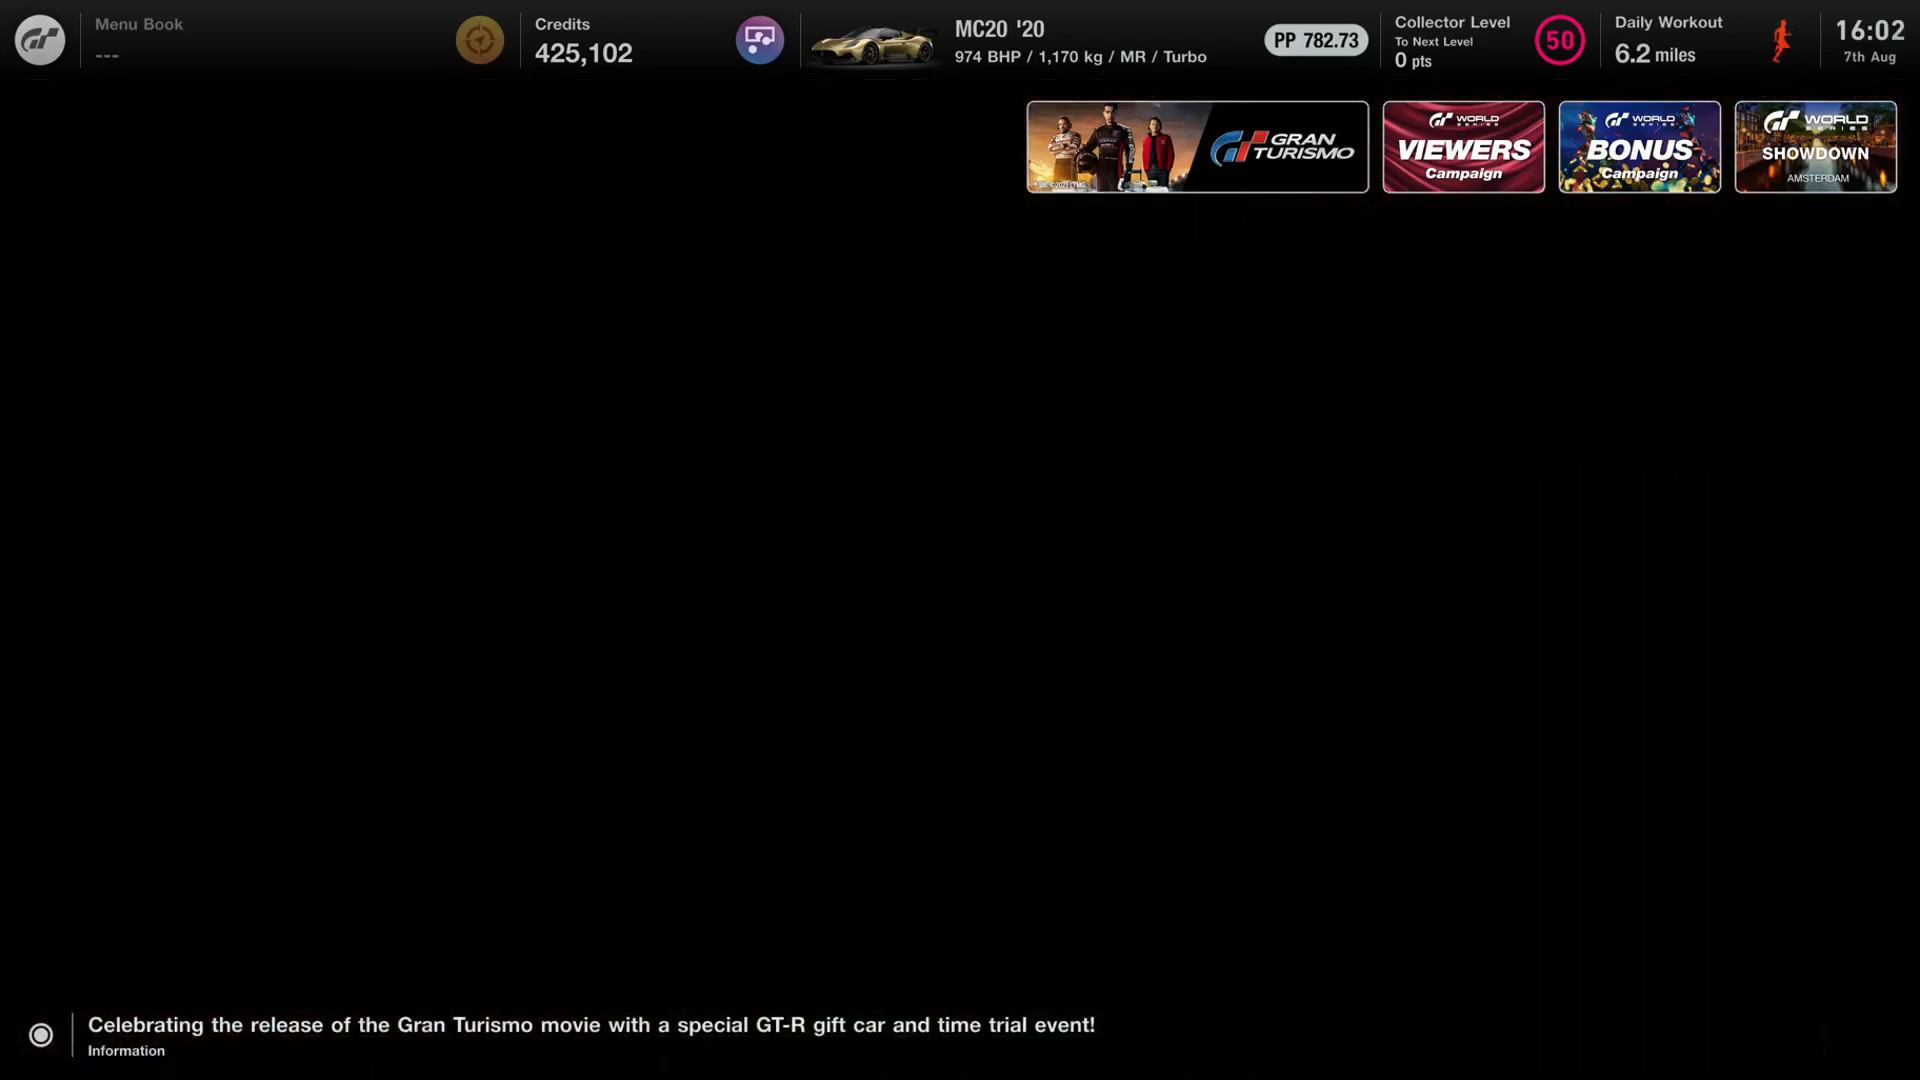 Menu Book
---
Credits
425,102
MC20 '20
974 BHP / 1,170 kg / MR / Turbo
PP 782.73
Collector Level
To Next Level
0 pts
50
Daily Workout
6.2 miles
16:02
7th Aug
GRAN
TURISMO
WORLD
SERIES
VIEWERS
Campaign
WORLD
SERIES
BONUS
Campaign
WORLD
SERIES
SHOWDOWN
AMSTERDAM
Celebrating the release of the Gran Turismo movie with a special GT-R gift car and time trial event!
Information